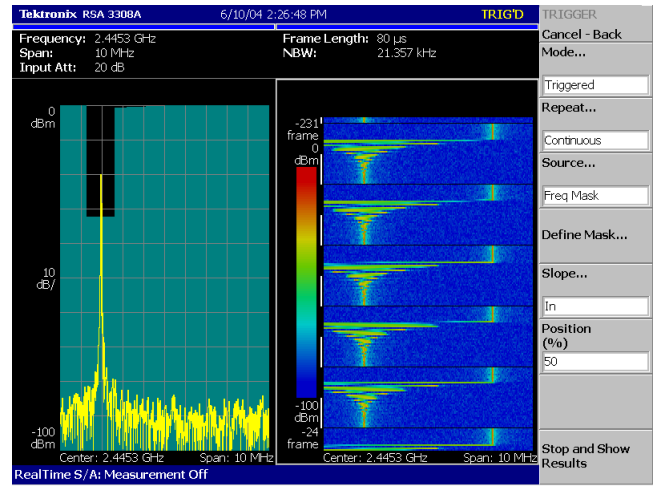 Tektronix RSA 3308A 6/10/04 2:26:48 PM TRIG'D TRIGGER
Frequency: 2.4453 GHz Frame Length: 80 µs
Span: 10 MHz NBW: 21.357 kHz
Input Att: 20 dB
Cancel - Back
Mode...
Triggered
Repeat...
Continuous
Source...
Freq Mask
Define Mask...
Slope...
In
Position
(%)
50
Stop and Show
Results
0
dBm
10
dB/
-100
dBm
Center: 2.4453 GHz Span: 10 MHz
-231
frame
0
dBm
-100
dBm
-24
frame
Center: 2.4453 GHz Span: 10 MHz
RealTime S/A: Measurement Off